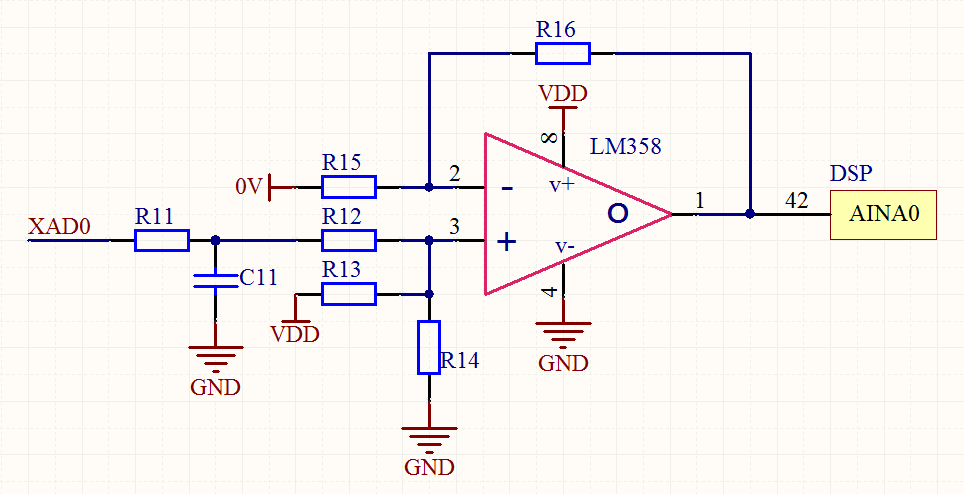 R16
VDD
8
LM358
R15
2
0V
-
v+
DSP
1
42
AINA0
O
XAD0
R11
R12
3
+
v-
R13
C11
4
VDD
GND
R14
GND
GND